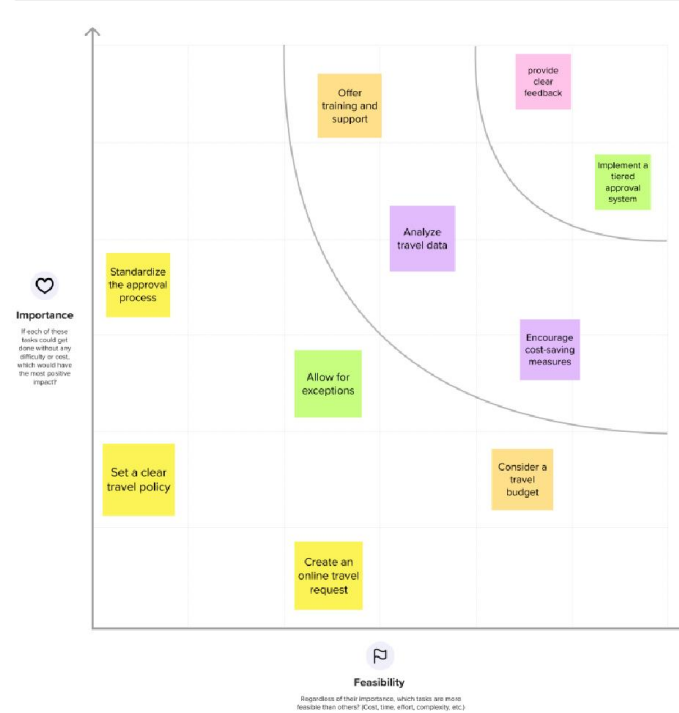 provide
clear
feedback
Offer
training and
support
Implement a
tiered
approval
system
Analyze
travel data
Standardize
the approval
process
Importance
If each of these
tasks could get
done without any
difficulty or cost,
which would have
the most positive
impact?
Encourage
cost-saving
measures
Allow for
exceptions
Set a clear
travel policy
Consider a
travel
budget
Create an
online travel
request
Feasibility
Regardless of their importance, which tasks are more
feasible than others? (Cost, time, effort, complexity, etc.)